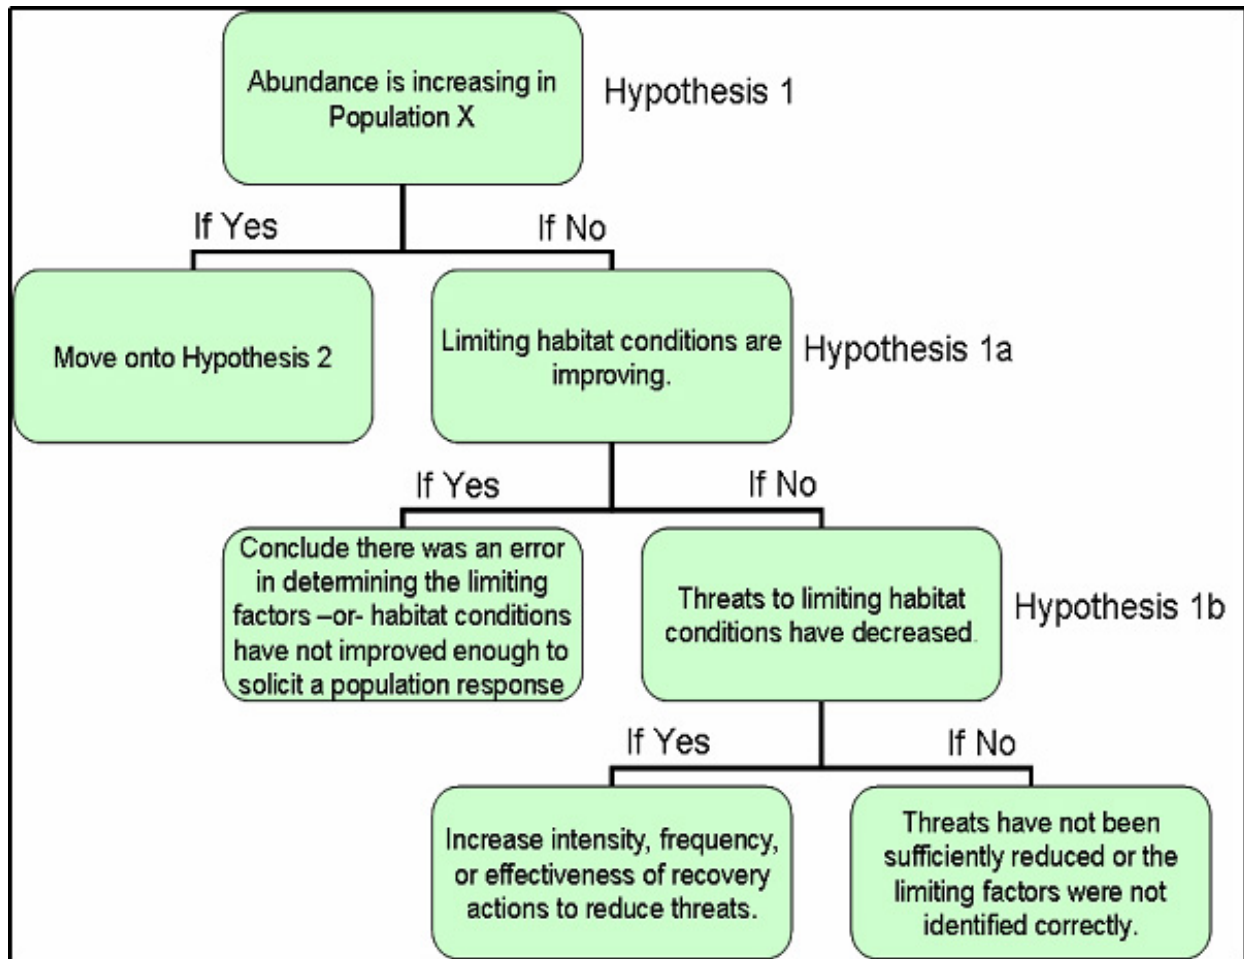 Abundance is increasing in
Population X
Hypothesis 1
If Yes
If No
Move onto Hypothesis 2
Limiting habitat conditions are
improving.
Hypothesis 1a
If Yes
If No
Conclude there was an error
in determining the limiting
factors –or- habitat conditions
have not improved enough to
solicit a population response
Threats to limiting habitat
conditions have decreased.
Hypothesis 1b
If Yes
If No
Increase intensity, frequency,
or effectiveness of recovery
actions to reduce threats.
Threats have not been
sufficiently reduced or the
limiting factors were not
identified correctly.